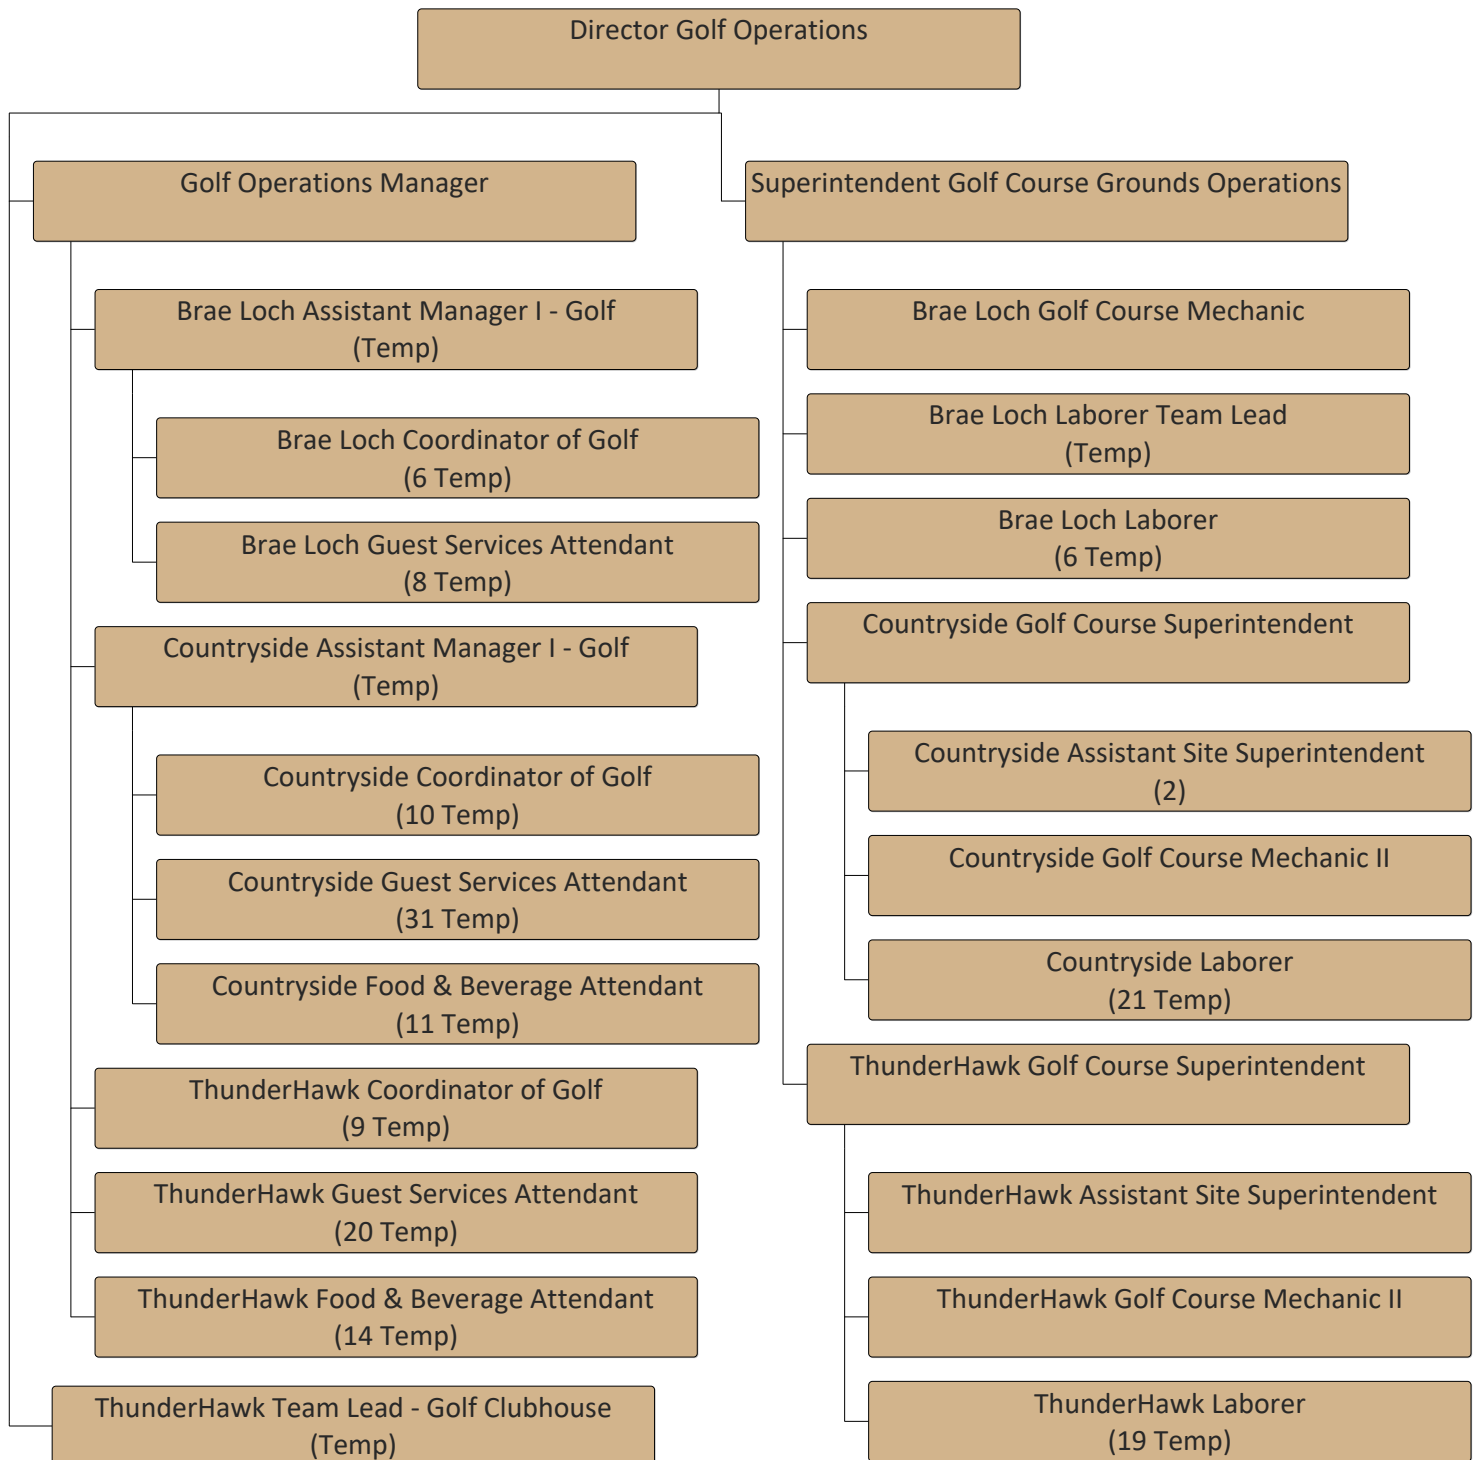 Director Golf Operations
Golf Operations Manager
Brae Loch Assistant Manager I - Golf
(Temp)
Brae Loch Coordinator of Golf
(6 Temp)
Brae Loch Guest Services Attendant
(8 Temp)
Countryside Assistant Manager I - Golf
(Temp)
Countryside Coordinator of Golf
(10 Temp)
Countryside Guest Services Attendant
(31 Temp)
Countryside Food & Beverage Attendant
(11 Temp)
ThunderHawk Coordinator of Golf
(9 Temp)
ThunderHawk Guest Services Attendant
(20 Temp)
ThunderHawk Food & Beverage Attendant
(14 Temp)
ThunderHawk Team Lead - Golf Clubhouse
(Temp)
Superintendent Golf Course Grounds Operations
Brae Loch Golf Course Mechanic
Brae Loch Laborer Team Lead
(Temp)
Brae Loch Laborer
(6 Temp)
Countryside Golf Course Superintendent
Countryside Assistant Site Superintendent
(2)
Countryside Golf Course Mechanic II
Countryside Laborer
(21 Temp)
ThunderHawk Golf Course Superintendent
ThunderHawk Assistant Site Superintendent
ThunderHawk Golf Course Mechanic II
ThunderHawk Laborer
(19 Temp)